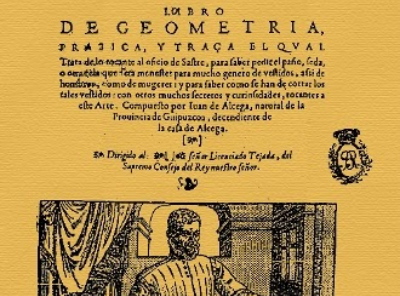 LIBRO
DE GEOMETRIA,
PRATICA, Y TRAÇA EL QVAL
Trata de lo tocante al oficio de Sastre, para saber pedir el paño, seda,
o otra tela que sera menester para mucho genero de vestidos, assi de
hombres, como de mugeres: y para saber como se han de cortar los
tales vestidos: con otros muchos secretos y curiosidades, tocantes a
este Arte. Compuesto por Iuan de Alcega, natural de la
Prouincia de Guipuzcoa, decendiente de
la casa de Alcega.
Dirigido al señor Licenciado Tejada, del
Supremo Consejo del Rey nuestro señor.